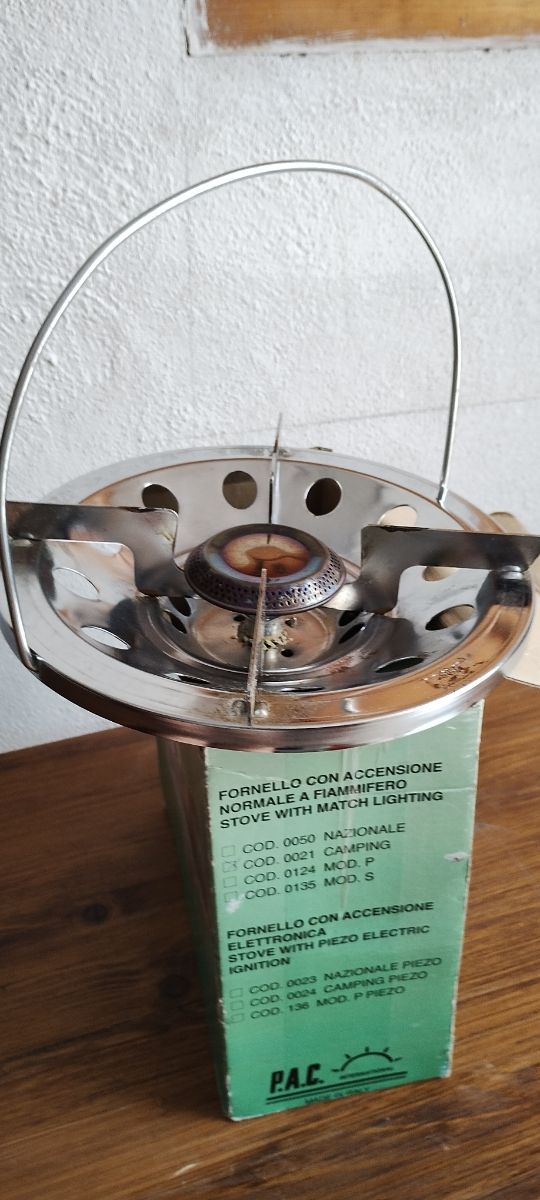 FORNELLO CON ACCENSIONE
NORMALE A FIAMMIFERO
STOVE WITH MATCH LIGHTING
COD. 0050 NAZIONALE
COD. 0021 CAMPING
COD. 0124 MOD. P
COD. 0135 MOD. S
FORNELLO CON ACCENSIONE
ELETTRONICA
STOVE WITH PIEZO ELECTRIC
IGNITION
COD. 0023 NAZIONALE PIEZO
COD. 0024 CAMPING PIEZO
COD. 136 MOD. P PIEZO
P.A.C. INTERNATIONAL
MADE IN ITALY